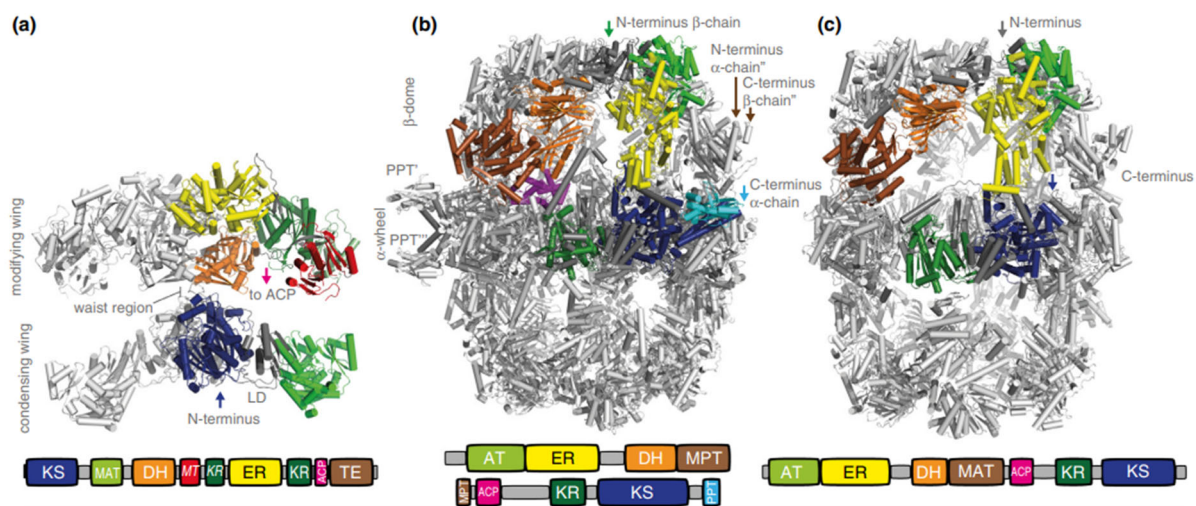 (a)
modifying wing
condensing wing
waist region
to ACP
LD
N-terminus
KS MAT DH MT KR ER KR ACP TE
(b)
N-terminus β-chain
N-terminus
α-chain"
C-terminus
β-chain"
β-dome
PPT'
α-wheel
PPT'''
C-terminus
α-chain
AT ER DH MPT
MPT ACP KR KS PPT
(c)
N-terminus
C-terminus
AT ER DH MAT ACP KR KS